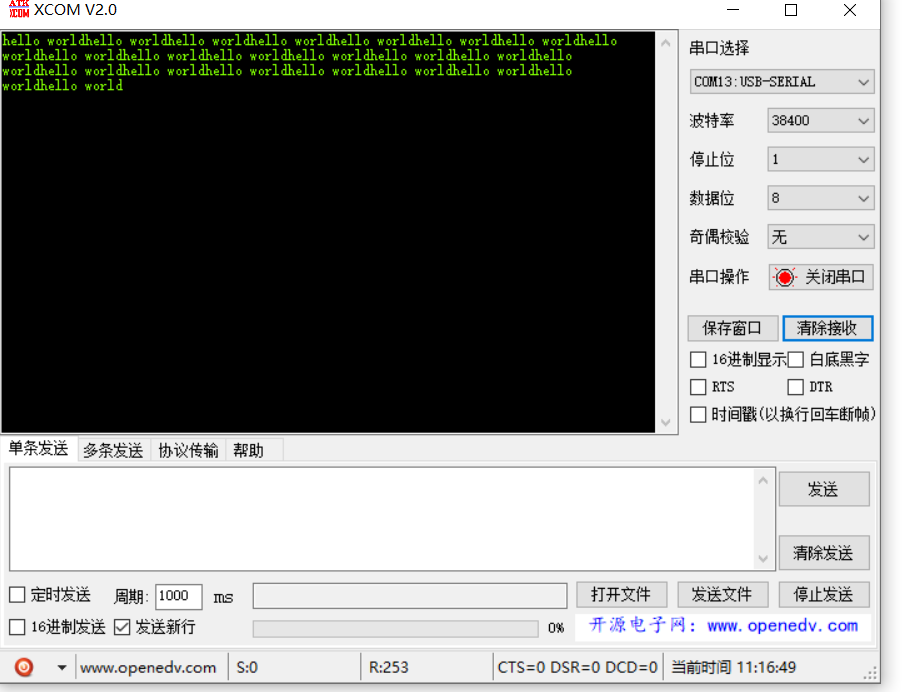 ATK
XCOM
XCOM V2.0
hello worldhello worldhello worldhello worldhello worldhello worldhello worldhello
worldhello worldhello worldhello worldhello worldhello worldhello worldhello
worldhello worldhello worldhello worldhello worldhello worldhello worldhello
worldhello world
串口选择
COM13:USB-SERIAL
波特率 38400
停止位 1
数据位 8
奇偶校验 无
串口操作 关闭串口
保存窗口 清除接收
16进制显示 白底黑字
RTS DTR
时间戳(以换行回车断帧)
单条发送 多条发送 协议传输 帮助
发送
清除发送
定时发送 周期: 1000 ms 打开文件 发送文件 停止发送
16进制发送 发送新行 0% 开源电子网: www.openedv.com
www.openedv.com S:0 R:253 CTS=0 DSR=0 DCD=0 当前时间 11:16:49